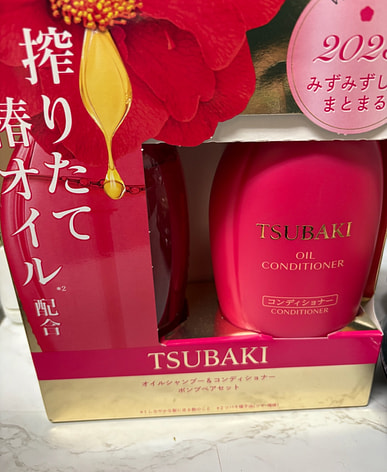 搾りたて
椿オイル*2
配合
みずみずし
まとまる
TSUBAKI
OIL
CONDITIONER
コンディショナー
CONDITIONER
TSUBAKI
オイルシャンプー&コンディショナー
ポンプペアセット